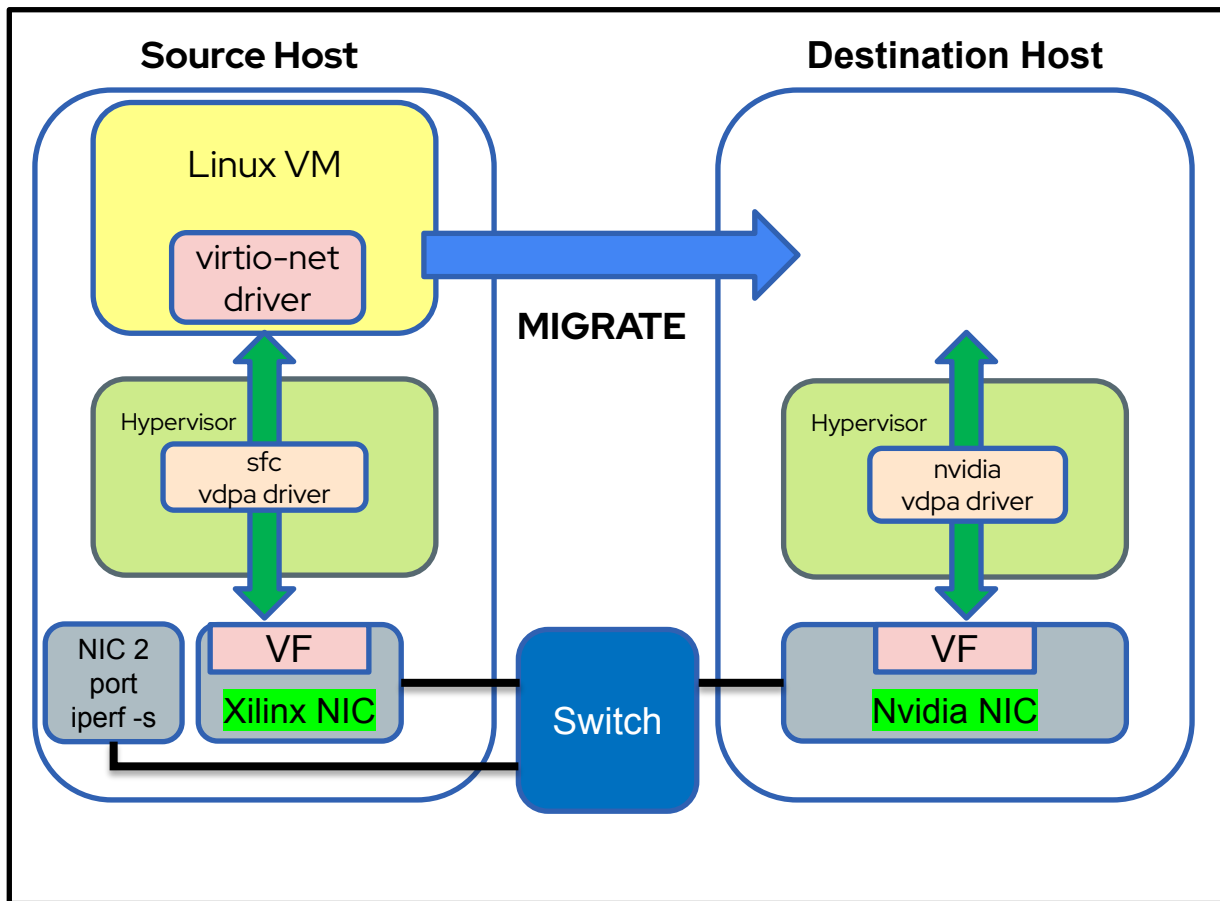 Source Host
Destination Host
Linux VM
virtio-net
driver
MIGRATE
Hypervisor
sfc
vdpa driver
Hypervisor
nvidia
vdpa driver
NIC 2
port
iperf -s
VF
Xilinx NIC
Switch
VF
Nvidia NIC